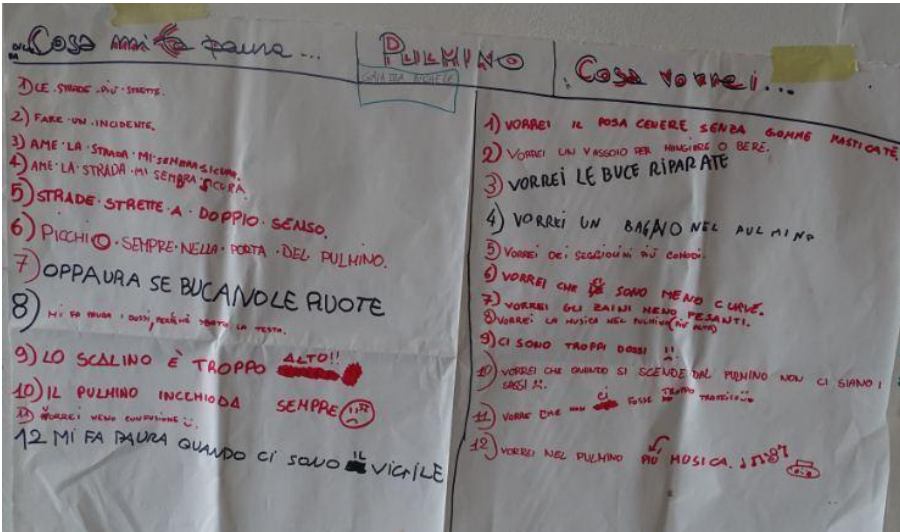 Cosa mi fa paura...
PULMINO
Cosa vorrei...
1) LE STRADE PIÙ STRETTE.
2) FARE UN INCIDENTE.
3) AME LA STRADA MI SEMBRA SICURA.
4) AME LA STRADA MI SEMBRA SICURA.
5) STRADE STRETTE A DOPPIO SENSO.
6) PICCHIO SEMPRE NELLA PORTA DEL PULMINO.
7) OPPAURA SE BUCANOLE RUOTE
8) MI FA PAURA I DOSSI, PERCHÉ SBATO LA TESTA.
9) LO SCALINO È TROPPO ALTO!!
10) IL PULMINO INCHIODA SEMPRE
11) VORREI MENO CONFUSIONE
12 MI FA PAURA QUANDO CI SONO IL VIGILE
1) VORREI IL POSA CENERE SENZA GOMME MASTICATE.
2) VORREI UN VASSOIO PER MANGIARE O BERE.
3) VORREI LE BUCE RIPARATE
4) VORREI UN BAGNO NEL PULMINO
5) VORREI DEI SEGGIOLINI PIÙ COMODI.
6) VORREI CHE CI SONO MENO CURVE.
7) VORREI GLI ZAINI MENO PESANTI.
8) VORREI LA MUSICA NEL PULMINO (PIÙ ALTA)
9) CI SONO TROPPI DOSSI !!
10) VORREI CHE QUANDO SI SCENDE DAL PULMINO NON CI SIANO I
SASSI !!.
11) VORREI CHE NON CI FOSSE TROPPO TRAFFICO
12) VORREI NEL PULMINO PIÙ MUSICA.